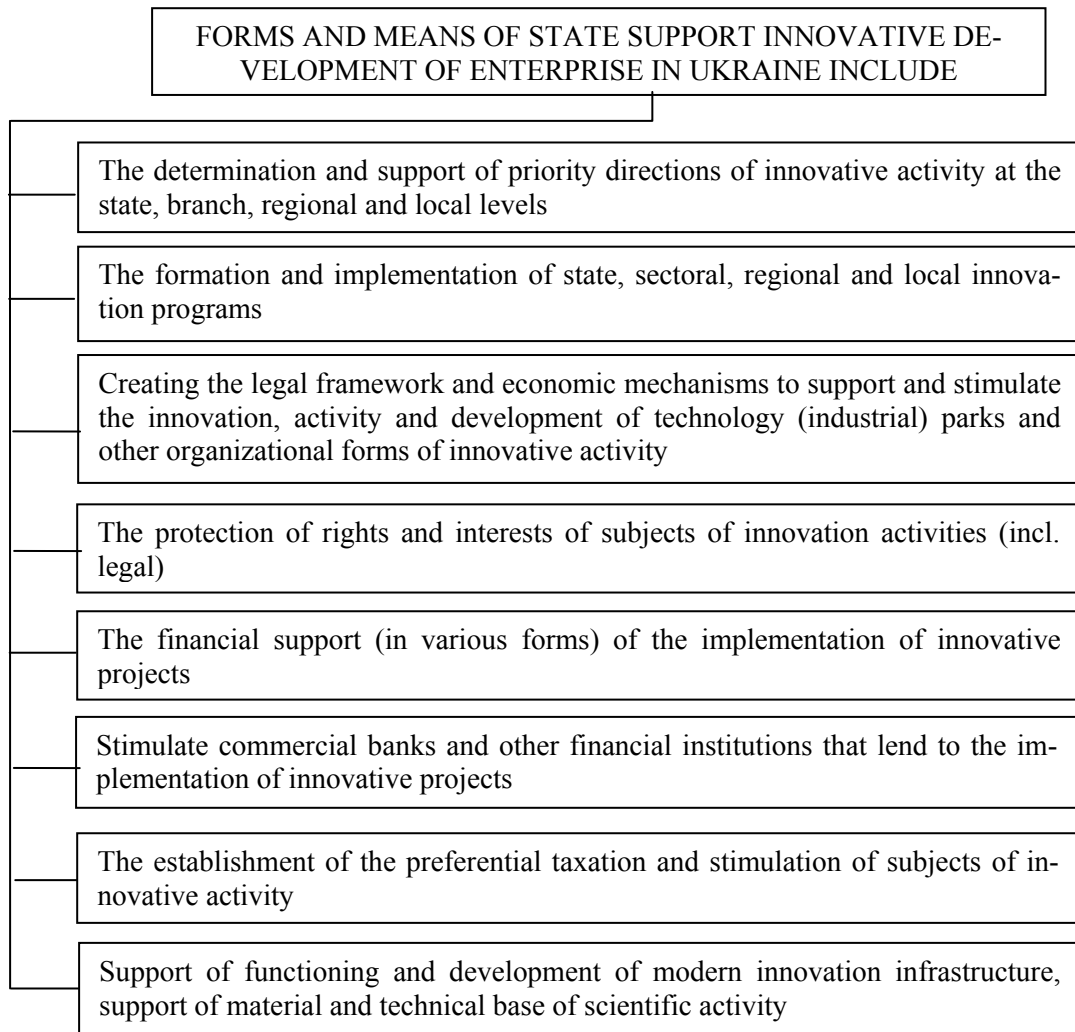 FORMS AND MEANS OF STATE SUPPORT INNOVATIVE DE-
VELOPMENT OF ENTERPRISE IN UKRAINE INCLUDE
The determination and support of priority directions of innovative activity at the
state, branch, regional and local levels
The formation and implementation of state, sectoral, regional and local innova-
tion programs
Creating the legal framework and economic mechanisms to support and stimulate
the innovation, activity and development of technology (industrial) parks and
other organizational forms of innovative activity
The protection of rights and interests of subjects of innovation activities (incl.
legal)
The financial support (in various forms) of the implementation of innovative
projects
Stimulate commercial banks and other financial institutions that lend to the im-
plementation of innovative projects
The establishment of the preferential taxation and stimulation of subjects of in-
novative activity
Support of functioning and development of modern innovation infrastructure,
support of material and technical base of scientific activity